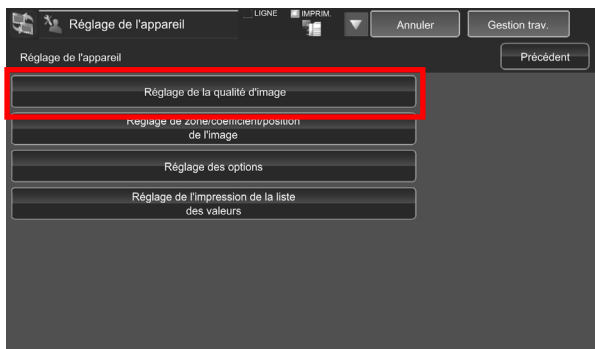 Réglage de l'appareil
LIGNE
IMPRIM.
Annuler
Gestion trav.
Réglage de l'appareil
Précédent
Réglage de la qualité d'image
Réglage de zone/coefficient/position
de l'image
Réglage des options
Réglage de l'impression de la liste
des valeurs